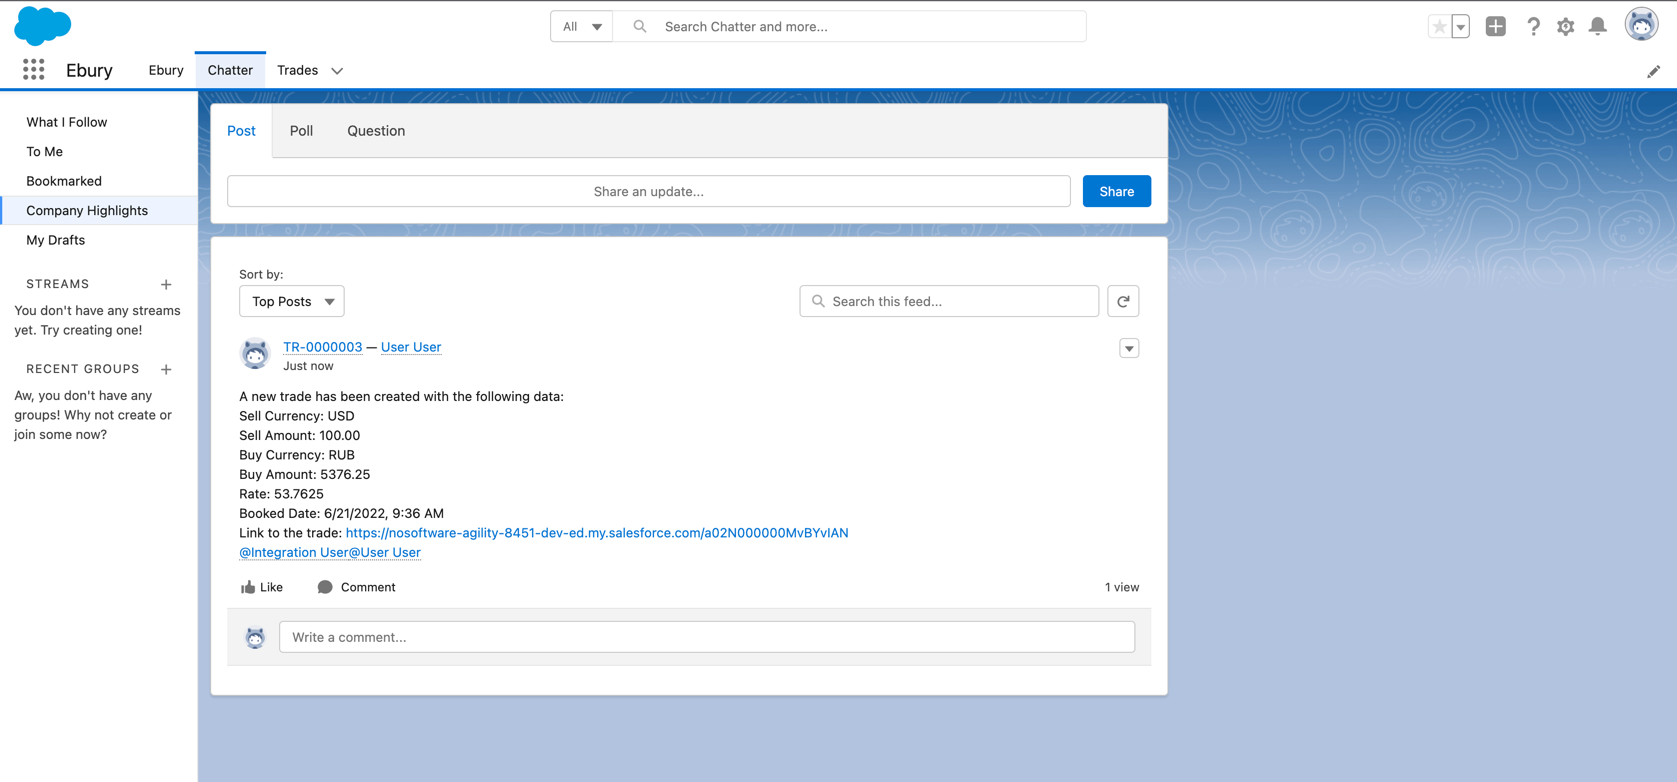 All
Search Chatter and more...
Ebury
Ebury
Chatter
Trades
What I Follow
To Me
Bookmarked
Company Highlights
My Drafts
STREAMS
You don't have any streams
yet. Try creating one!
RECENT GROUPS
Aw, you don't have any
groups! Why not create or
join some now?
Post
Poll
Question
Share an update...
Share
Sort by:
Top Posts
Search this feed...
TR-0000003 — User User
Just now
A new trade has been created with the following data:
Sell Currency: USD
Sell Amount: 100.00
Buy Currency: RUB
Buy Amount: 5376.25
Rate: 53.7625
Booked Date: 6/21/2022, 9:36 AM
Link to the trade: https://nosoftware-agility-8451-dev-ed.my.salesforce.com/a02N000000MvBYvIAN
@Integration User@User User
Like
Comment
1 view
Write a comment...